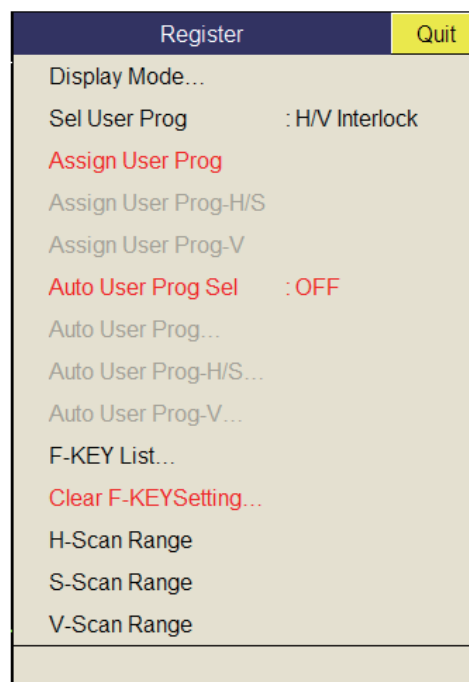 Register Quit
Display Mode...
Sel User Prog : H/V Interlock
Assign User Prog
Assign User Prog-H/S
Assign User Prog-V
Auto User Prog Sel : OFF
Auto User Prog...
Auto User Prog-H/S...
Auto User Prog-V...
F-KEY List...
Clear F-KEYSetting...
H-Scan Range
S-Scan Range
V-Scan Range